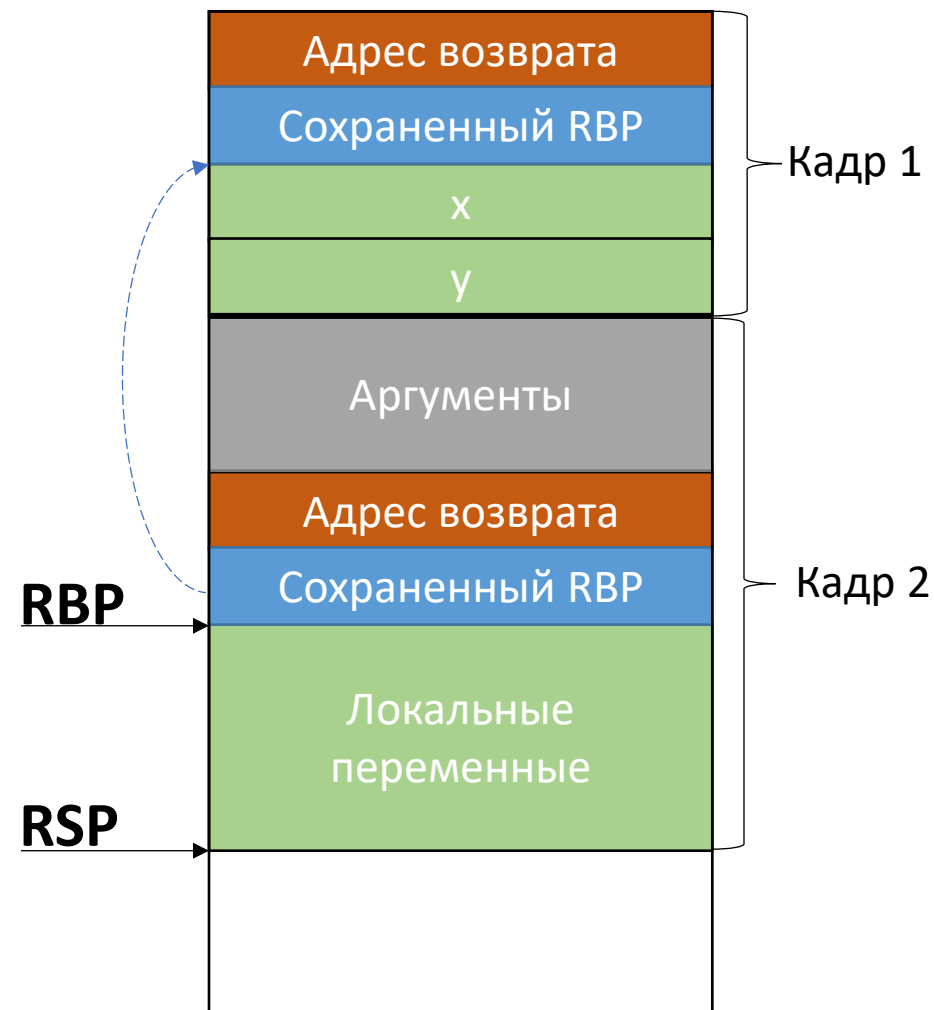 Адрес возврата
Сохраненный RBP
Кадр 1
x
y
Аргументы
Адрес возврата
Сохраненный RBP
Кадр 2
RBP
Локальные
переменные
RSP